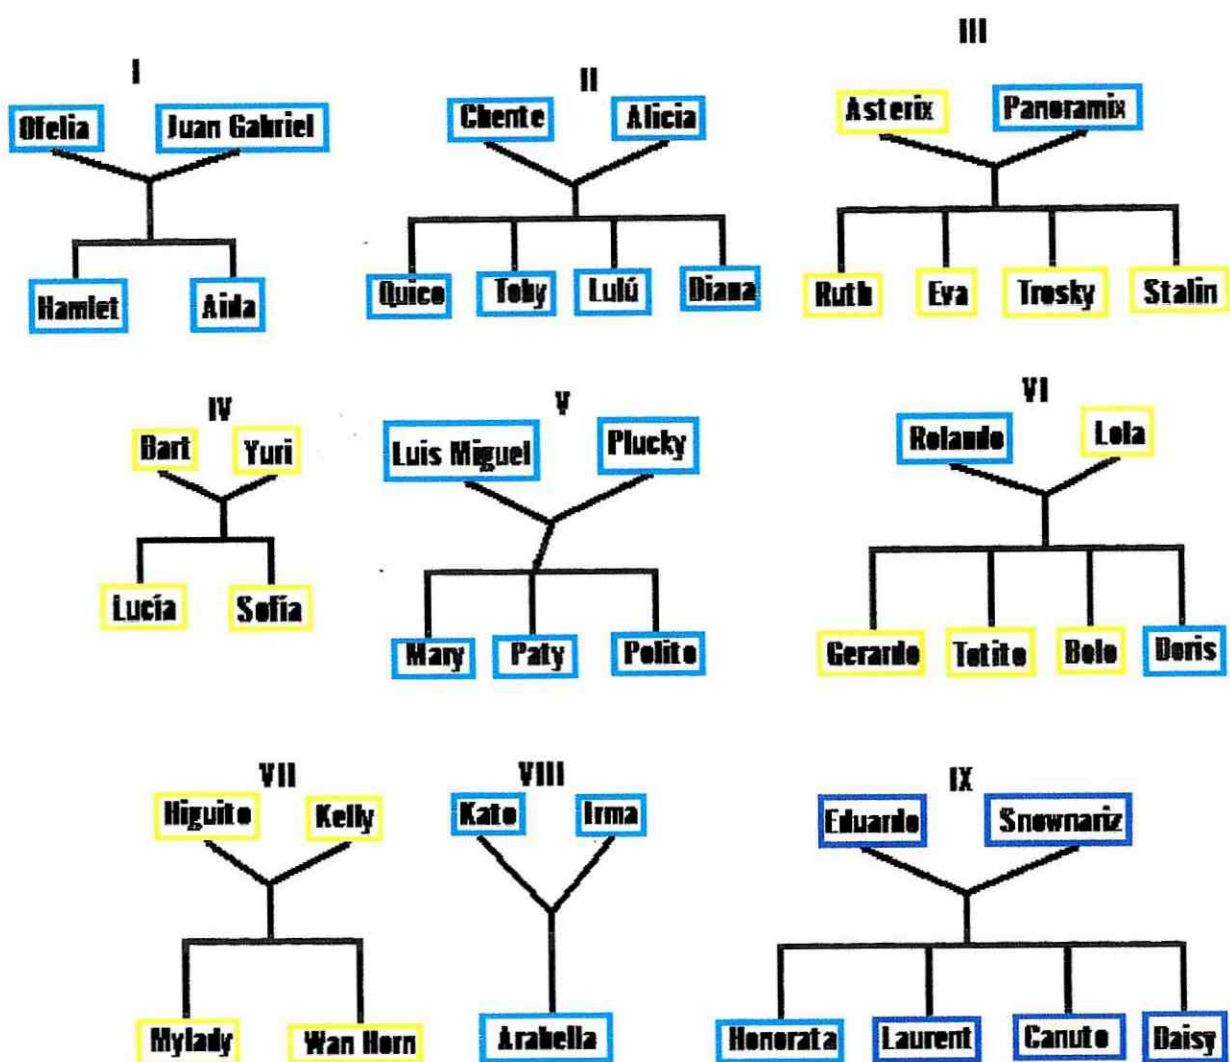 I
II
III
Ofelia Juan Gabriel
Chente Alicia
Asterix Panoramix
Hamlet Aida
Quico Toby Lulú Diana
Ruth Eva Trosky Stalin
IV
V
VI
Bart Yuri
Luis Miguel Plucky
Rolando Lola
Lucía Sofía
Mary Paty Polito
Gerardo Totito Bolo Doris
VII
VIII
IX
Higuito Kelly
Kato Irma
Eduardo Snownariz
Mylady Wan Horn
Arabella
Honorata Laurent Canuto Daisy